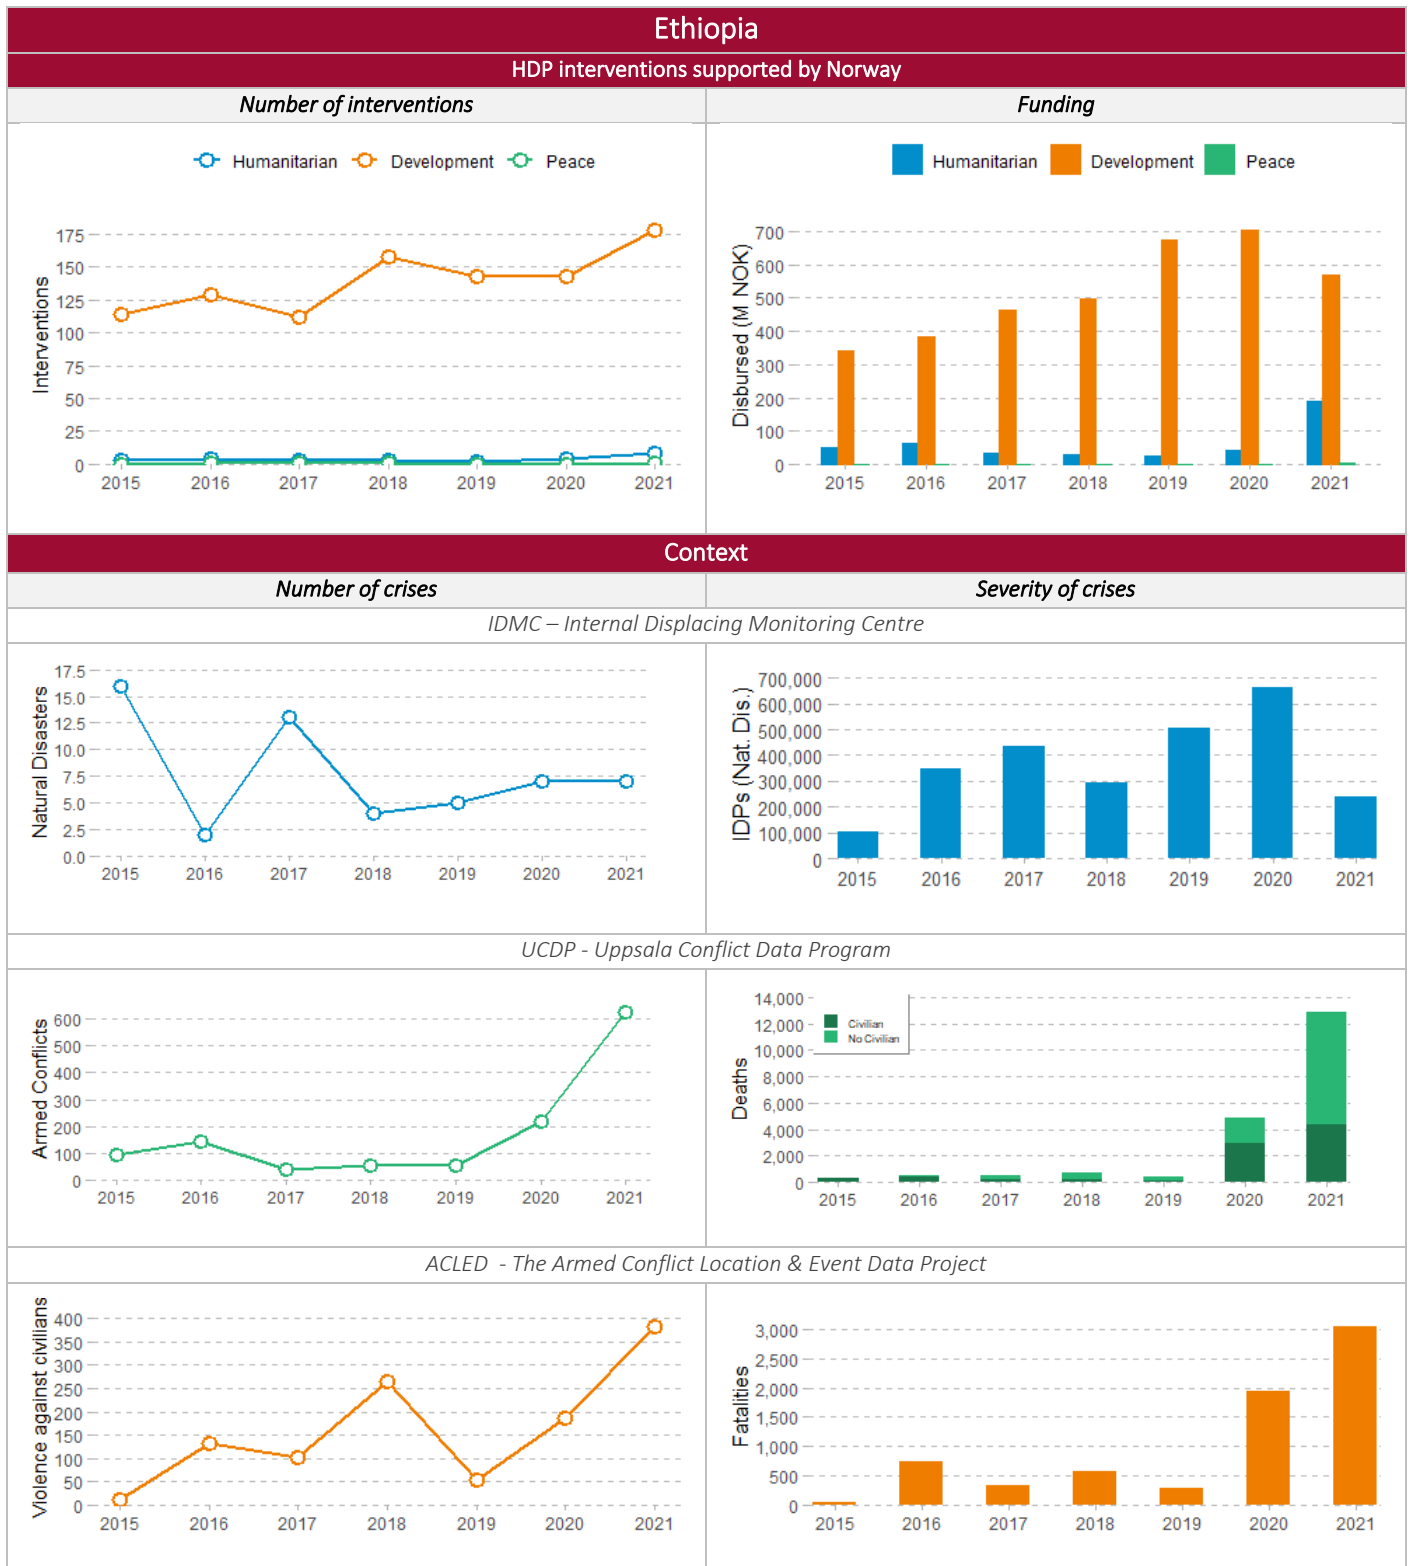 Ethiopia
HDP interventions supported by Norway
Number of interventions
Funding
Humanitarian Development Peace
Interventions
175
150
125
100
75
50
25
0
2015 2016 2017 2018 2019 2020 2021
Humanitarian Development Peace
Disbursed (M NOK)
700
600
500
400
300
200
100
0
2015 2016 2017 2018 2019 2020 2021
Context
Number of crises
Severity of crises
IDMC – Internal Displacing Monitoring Centre
Natural Disasters
17.5
15.0
12.5
10.0
7.5
5.0
2.5
0.0
2015 2016 2017 2018 2019 2020 2021
IDPs (Nat. Dis.)
700,000
600,000
500,000
400,000
300,000
200,000
100,000
0
2015 2016 2017 2018 2019 2020 2021
UCDP - Uppsala Conflict Data Program
Armed Conflicts
600
500
400
300
200
100
0
2015 2016 2017 2018 2019 2020 2021
Deaths
14,000
12,000
10,000
8,000
6,000
4,000
2,000
0
Civilian
No Civilian
2015 2016 2017 2018 2019 2020 2021
ACLED - The Armed Conflict Location & Event Data Project
Violence against civilians
400
350
300
250
200
150
100
50
0
2015 2016 2017 2018 2019 2020 2021
Fatalities
3,000
2,500
2,000
1,500
1,000
500
0
2015 2016 2017 2018 2019 2020 2021